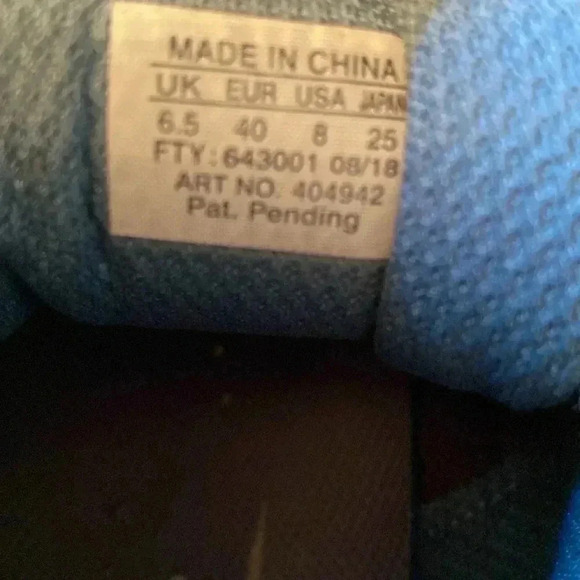 MADE IN CHINA
UK EUR USA JAPAN
6.5 40 8 25
FTY: 643001 08/18
ART NO. 404942
Pat. Pending